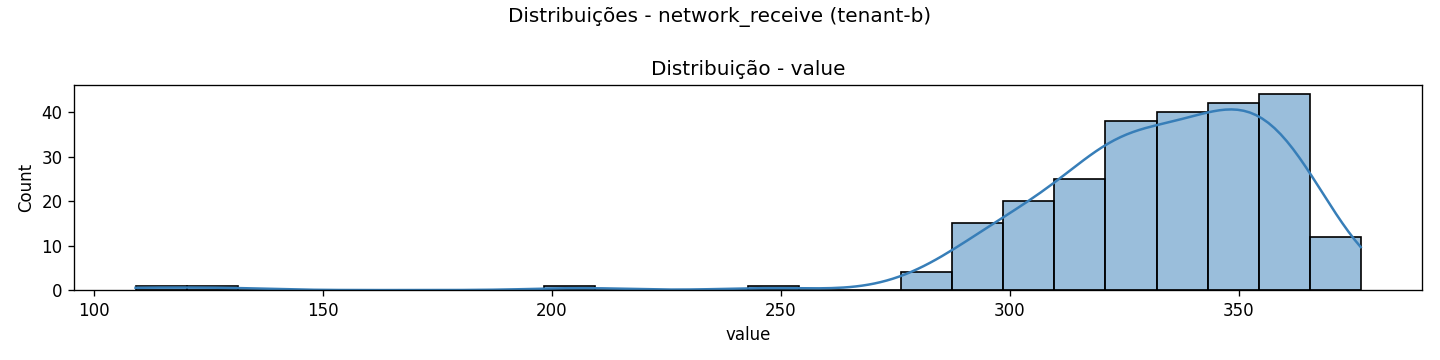 Distribuições - network_receive (tenant-b)
Distribuição - value
Count
40
30
20
10
0
100 150 200 250 300 350
value